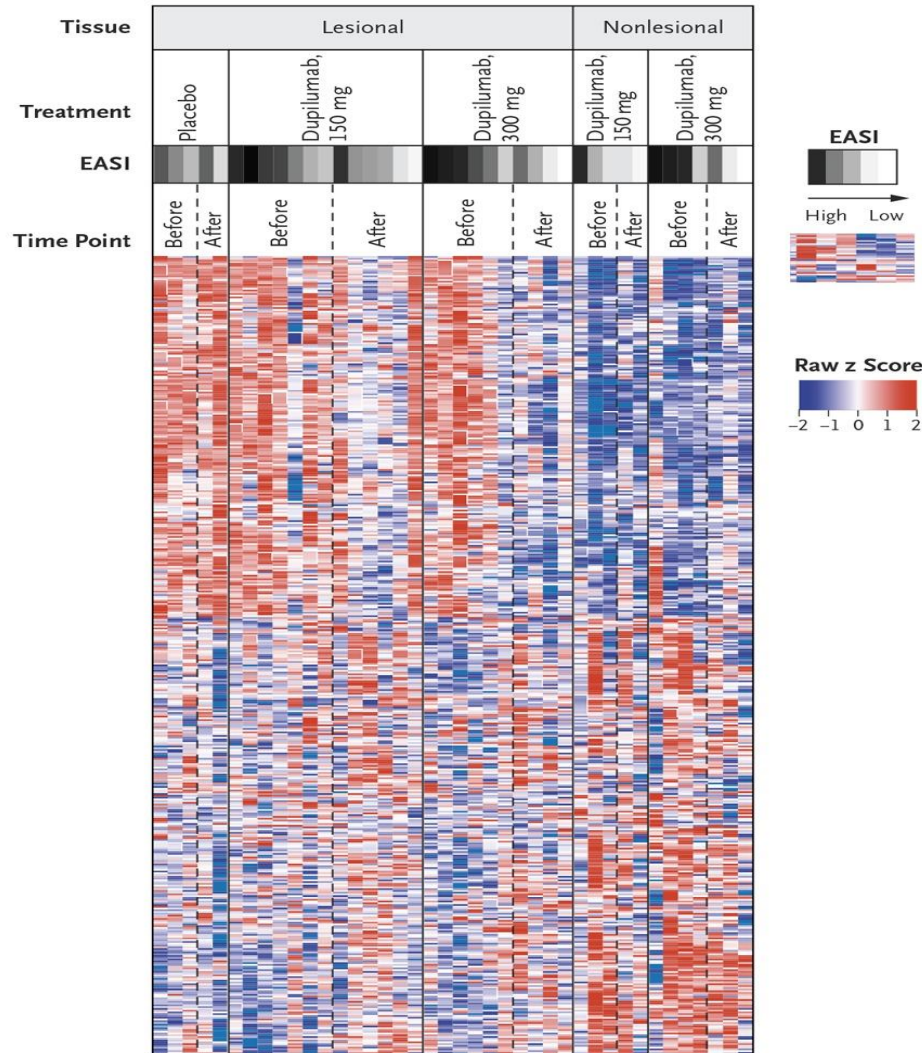 Tissue
Lesional
Nonlesional
Treatment
Placebo
Dupilumab,
150 mg
Dupilumab,
300 mg
Dupilumab,
150 mg
Dupilumab,
300 mg
EASI
Time Point
Before
After
Before
After
Before
After
Before
After
Before
After
EASI
High
Low
Raw z Score
−2
−1
0
1
2